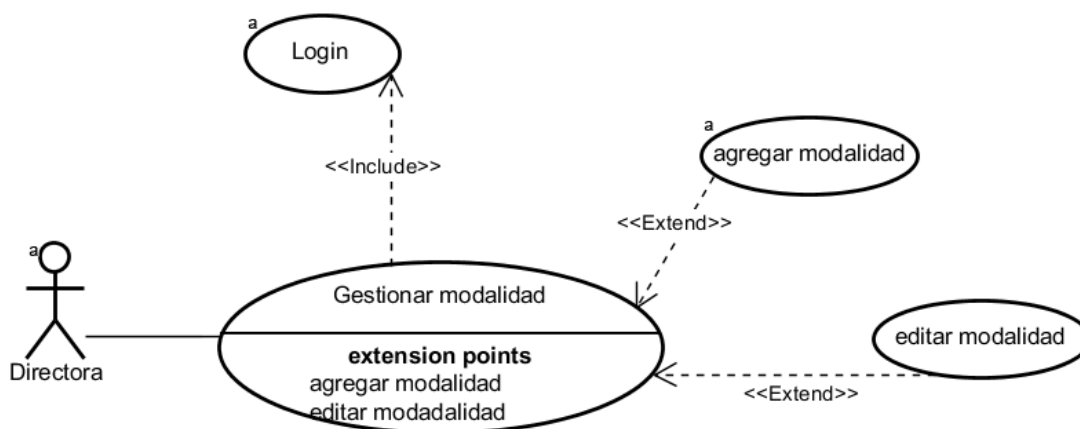 a
Login
<<Include>>
a
agregar modalidad
<<Extend>>
a
Directora
Gestionar modalidad
extension points
agregar modalidad
editar modadalidad
editar modalidad
<<Extend>>